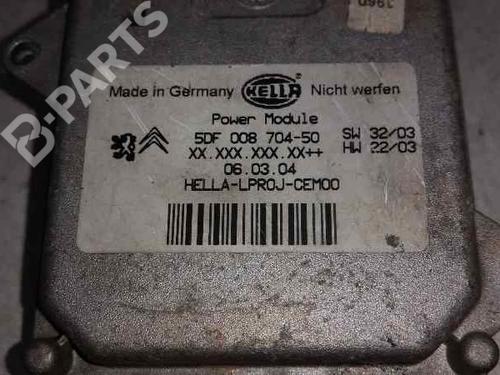 B-PARTS
Made in Germany HELLA Nicht werfen
Power Module
5DF 008 704-50 SW 32/03
XX.XXX.XXX.XX++ HW 22/03
06.03.04
HELLA-LPROJ-CEM00